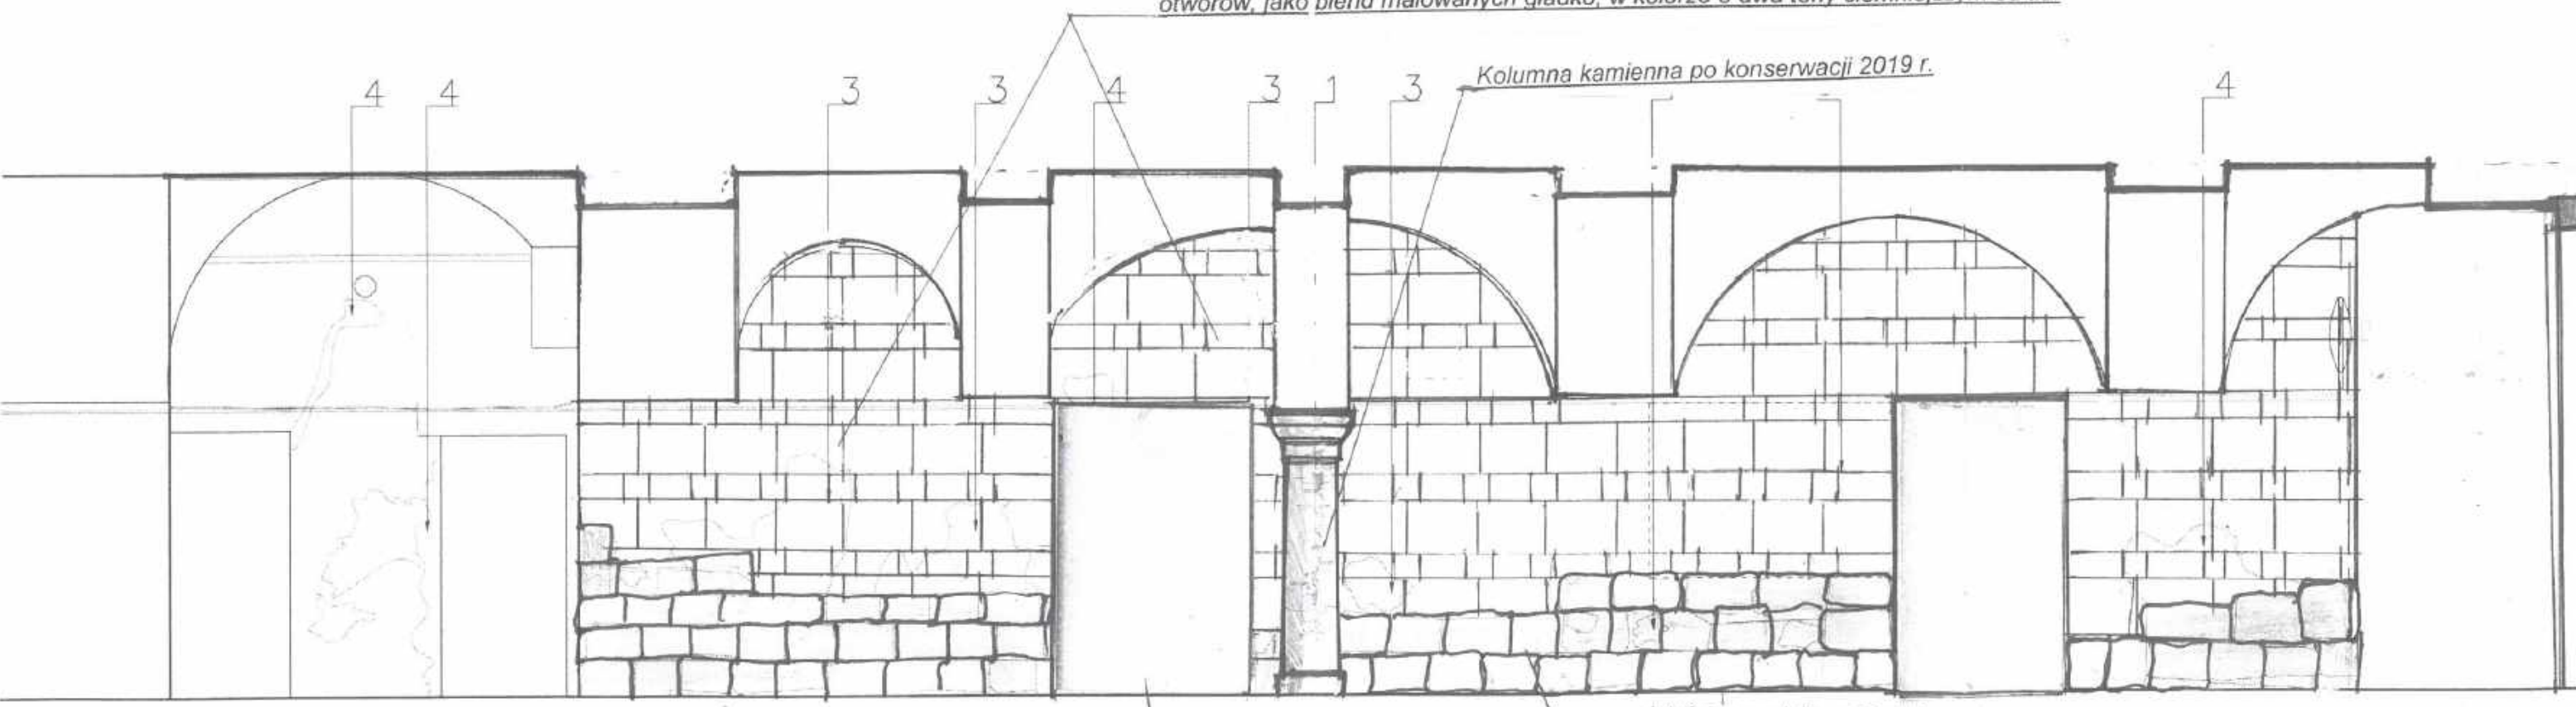 otworów, jako blend malowanych gładko, w kolorze o dwa tony
Kolumna kamienna po konserwacji 2019 r.
4 4 3 3 4 3 1 3 4